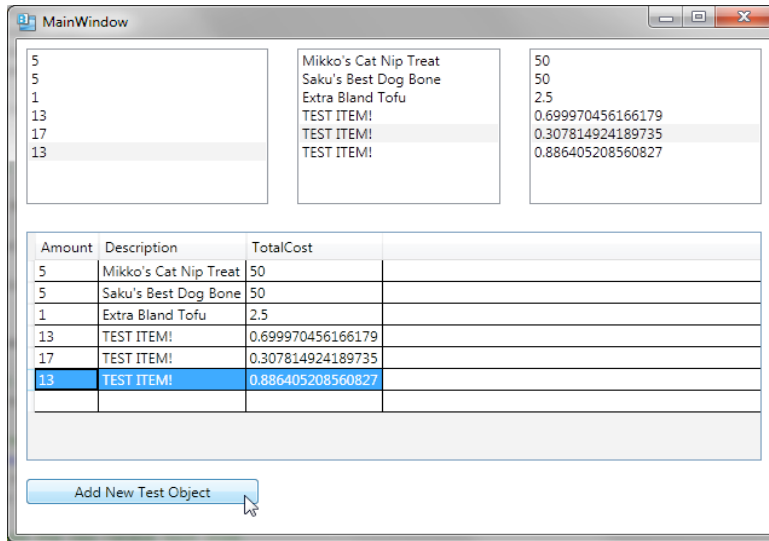 MainWindow
5
5
1
13
17
13
Mikko's Cat Nip Treat
Saku's Best Dog Bone
Extra Bland Tofu
TEST ITEM!
TEST ITEM!
TEST ITEM!
50
50
2.5
0.699970456166179
0.307814924189735
0.886405208560827
Amount Description TotalCost
5 Mikko's Cat Nip Treat 50
5 Saku's Best Dog Bone 50
1 Extra Bland Tofu 2.5
13 TEST ITEM! 0.699970456166179
17 TEST ITEM! 0.307814924189735
13 TEST ITEM! 0.886405208560827
Add New Test Object